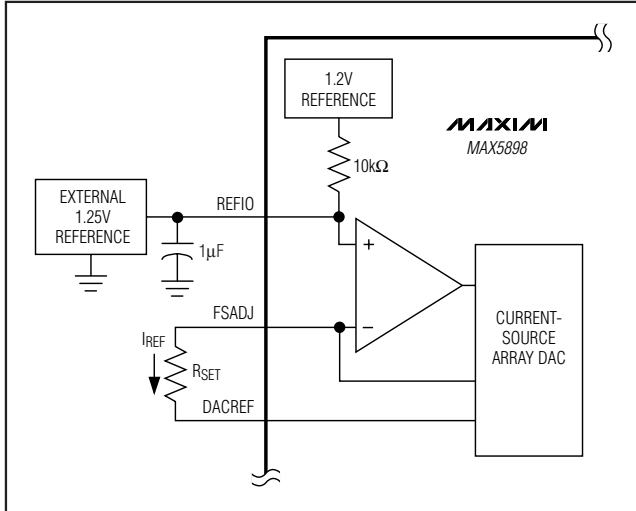 1.2V
REFERENCE
MAXIM
MAX5898
10kΩ
EXTERNAL
1.25V
REFERENCE
REFIO
1µF
+
FSADJ
−
CURRENT-
SOURCE
ARRAY DAC
IREF
RSET
DACREF